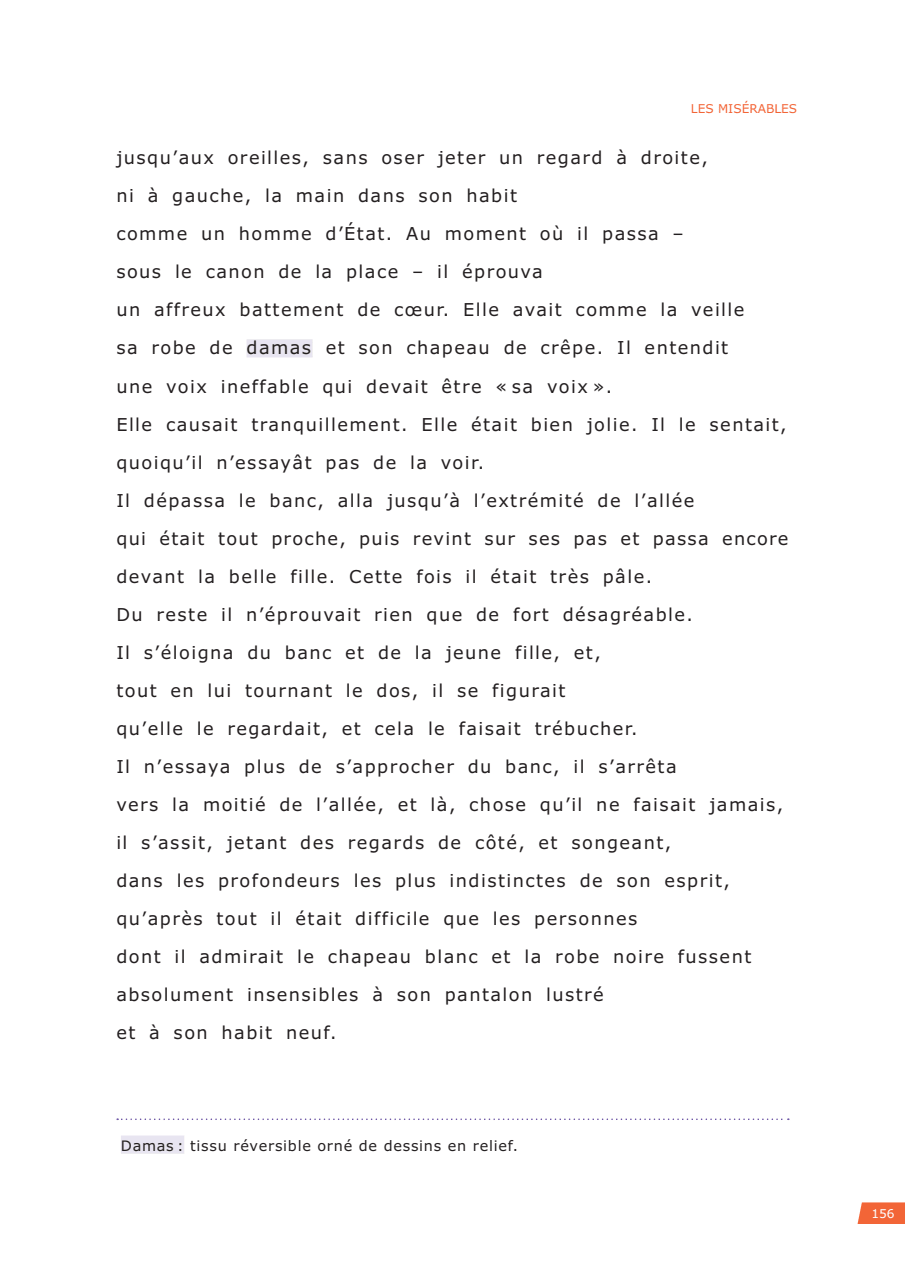 LES MISÉRABLES
jusqu’aux oreilles, sans oser jeter un regard à droite,
ni à gauche, la main dans son habit
comme un homme d’État. Au moment où il passa –
sous le canon de la place – il éprouva
un affreux battement de cœur. Elle avait comme la veille
sa robe de damas et son chapeau de crêpe. Il entendit
une voix ineffable qui devait être « sa voix ».
Elle causait tranquillement. Elle était bien jolie. Il le sentait,
quoiqu’il n’essayât pas de la voir.
Il dépassa le banc, alla jusqu’à l’extrémité de l’allée
qui était tout proche, puis revint sur ses pas et passa encore
devant la belle fille. Cette fois il était très pâle.
Du reste il n’éprouvait rien que de fort désagréable.
Il s’éloigna du banc et de la jeune fille, et,
tout en lui tournant le dos, il se figurait
qu’elle le regardait, et cela le faisait trébucher.
Il n’essaya plus de s’approcher du banc, il s’arrêta
vers la moitié de l’allée, et là, chose qu’il ne faisait jamais,
il s’assit, jetant des regards de côté, et songeant,
dans les profondeurs les plus indistinctes de son esprit,
qu’après tout il était difficile que les personnes
dont il admirait le chapeau blanc et la robe noire fussent
absolument insensibles à son pantalon lustré
et à son habit neuf.
Damas : tissu réversible orné de dessins en relief.
156